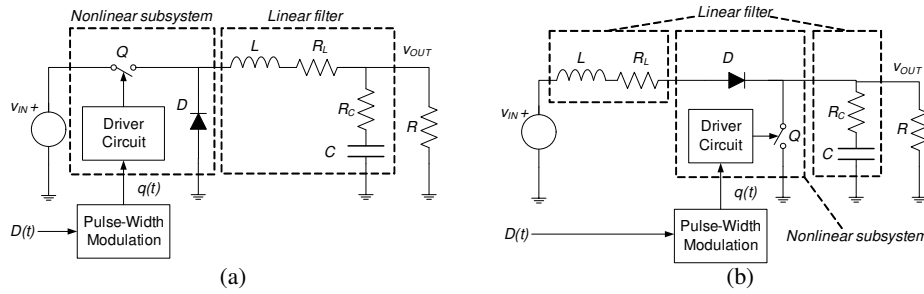 Nonlinear subsystem
Linear filter
Q
L
R_L
v_OUT
v_IN +
D
Driver
Circuit
R_C
C
R
q(t)
D(t)
Pulse-Width
Modulation
(a)
Linear filter
L
R_L
D
v_OUT
v_IN +
Driver
Circuit
Q
R_C
C
R
q(t)
D(t)
Pulse-Width
Modulation
Nonlinear subsystem
(b)